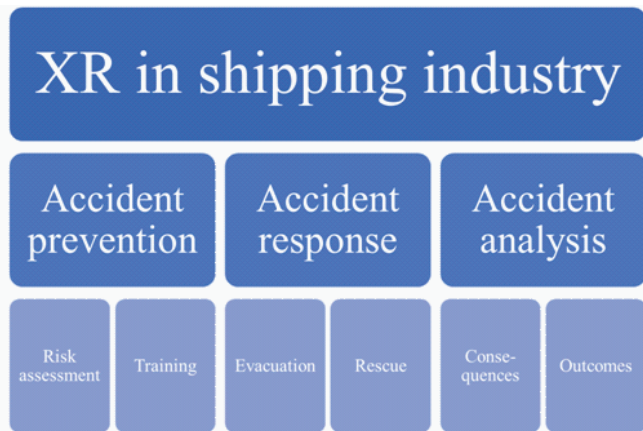 XR in shipping industry
Accident
prevention
Accident
response
Accident
analysis
Risk
assessment
Training
Evacuation
Rescue
Conse-
quences
Outcomes